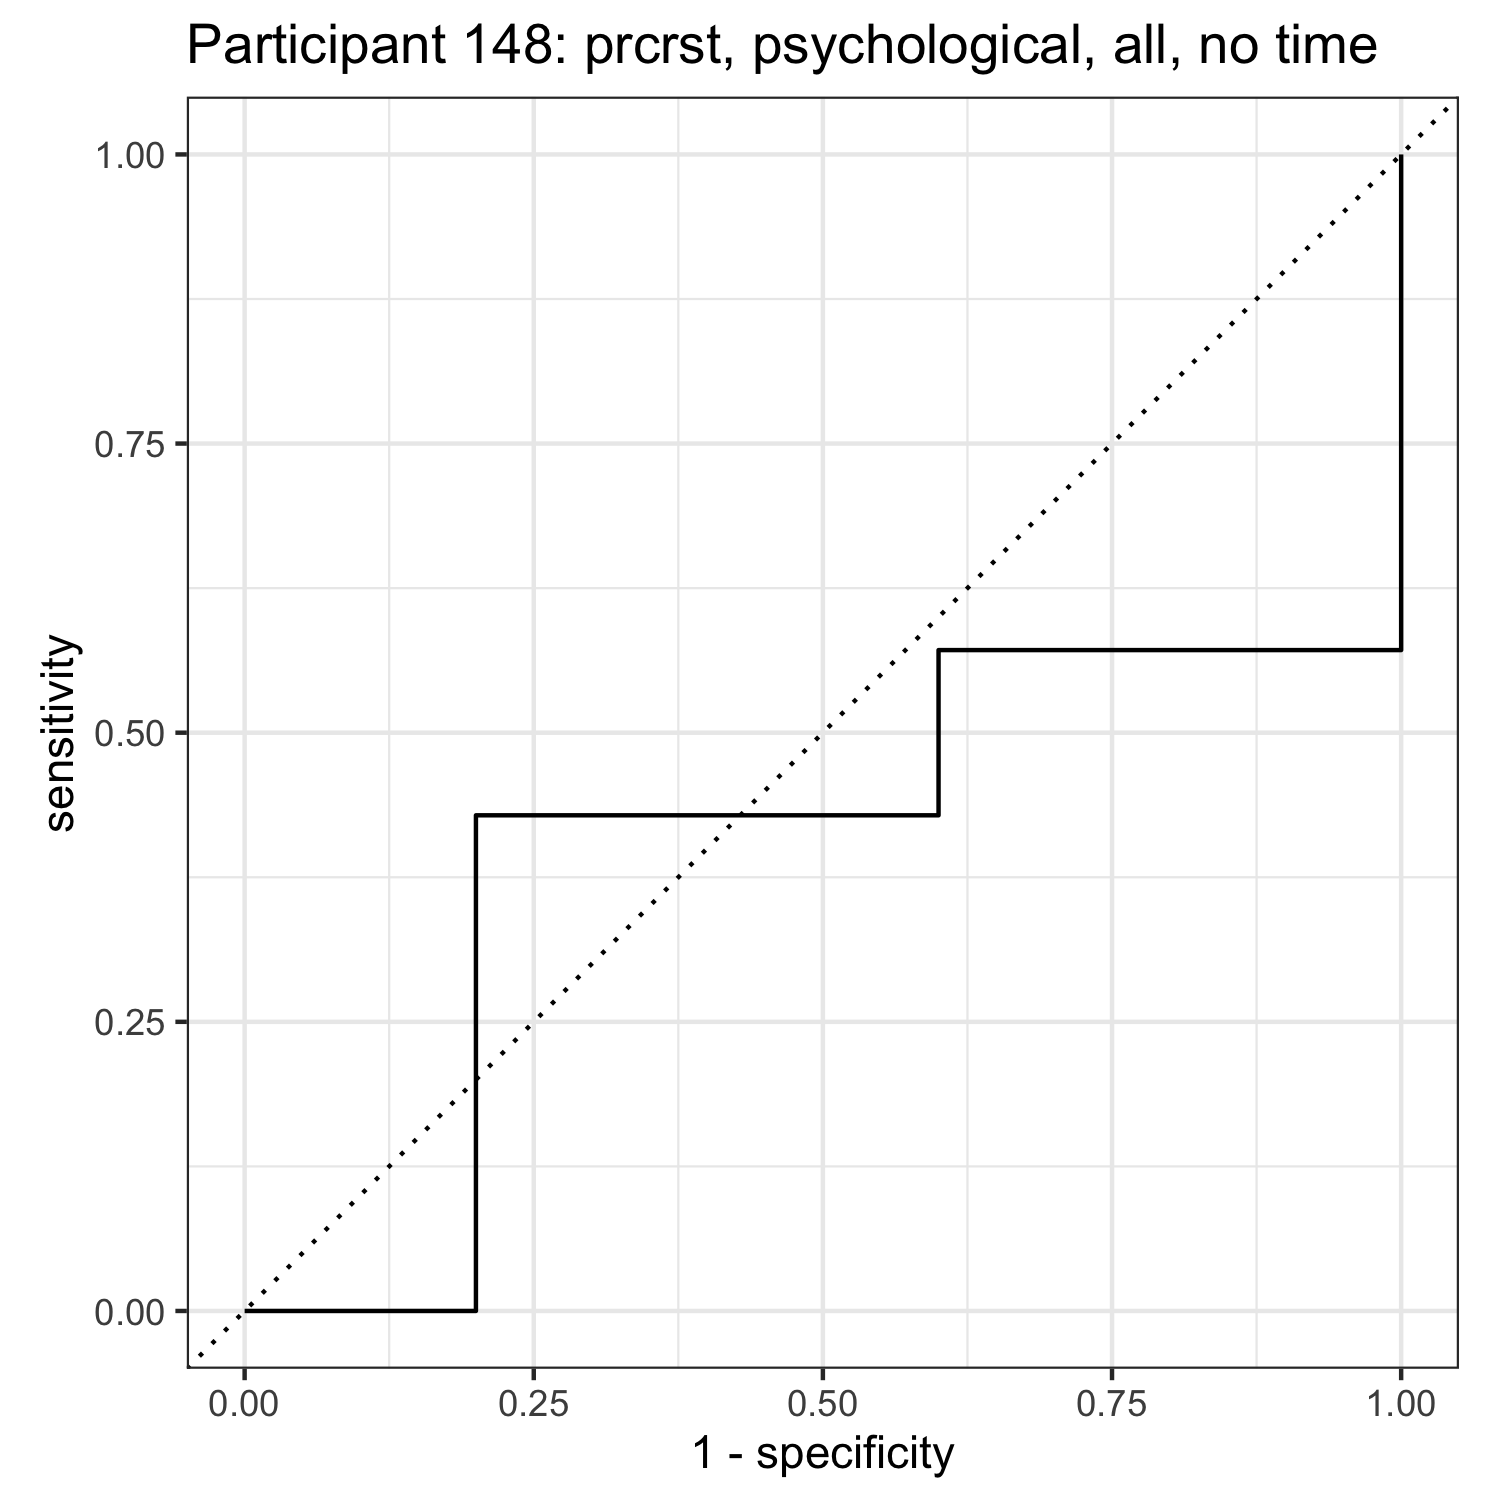 Participant 148: prcrst, psychological, all, no time
1.00
0.75
0.50
0.25
0.00
sensitivity
0.00 0.25 0.50 0.75 1.00
1 - specificity